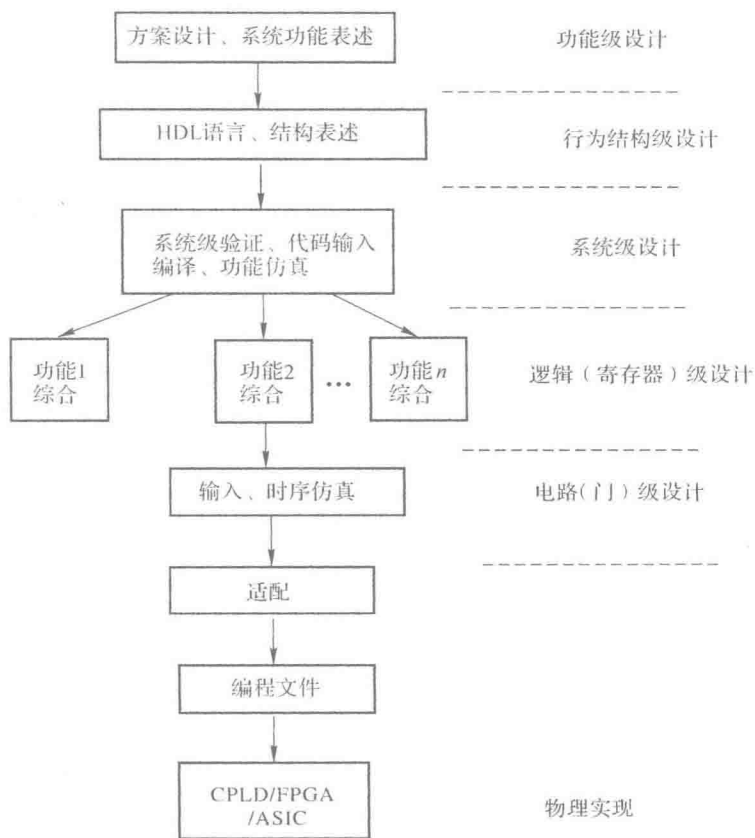 方案设计、系统功能表述 功能级设计
HDL语言、结构表述 行为结构级设计
系统级验证、代码输入 系统级设计
编译、功能仿真
功能1 功能2 … 功能n 逻辑（寄存器）级设计
综合 综合 综合
输入、时序仿真 电路（门）级设计
适配
编程文件
CPLD/FPGA
/ASIC 物理实现